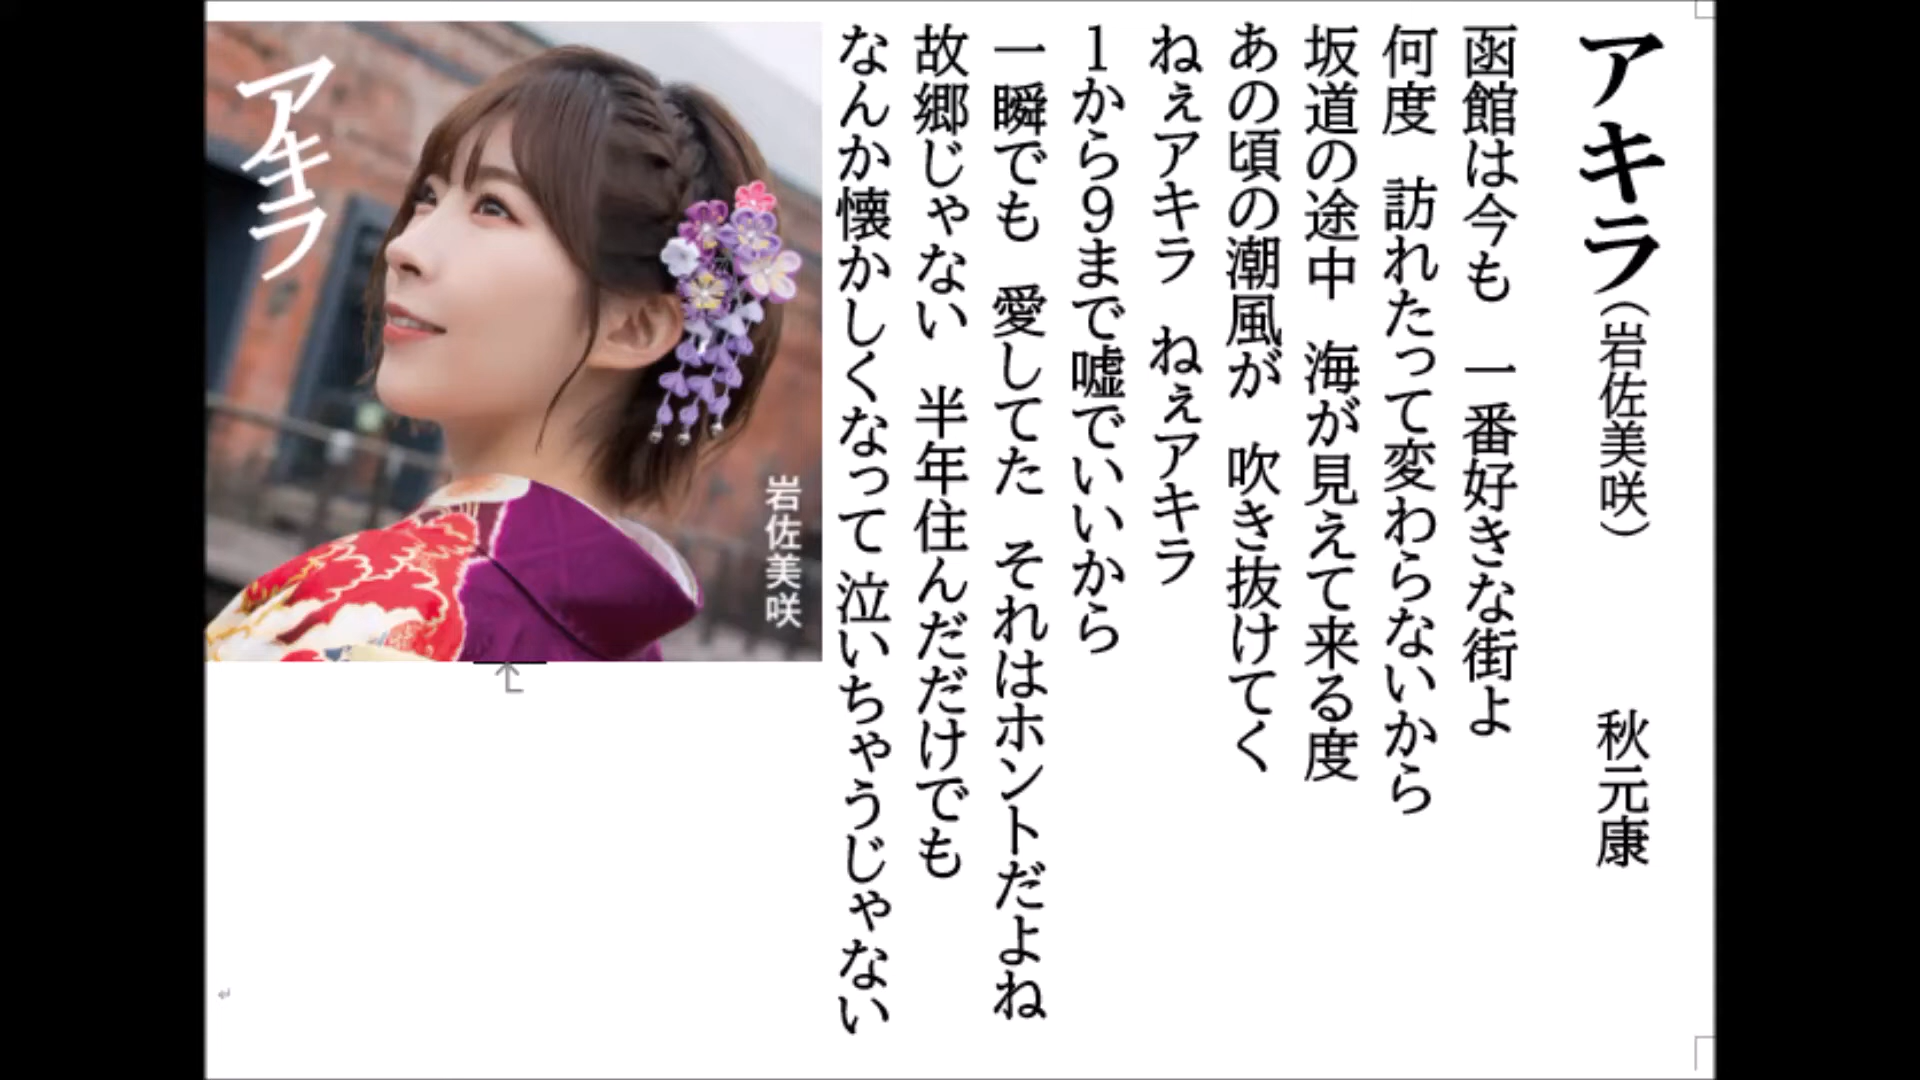 アキラ(岩佐美咲) 秋元康
函館は今も 一番好きな街よ
何度 訪れたって変わらないから
坂道の途中 海が見えて来る度
あの頃の潮風が 吹き抜けてく
ねぇアキラ ねぇアキラ
1から9まで嘘でいいから
一瞬でも 愛してた それはホントだよね
故郷じゃない 半年住んだだけでも
なんか懐かしくなって 泣いちゃうじゃない
アキラ
岩佐美咲